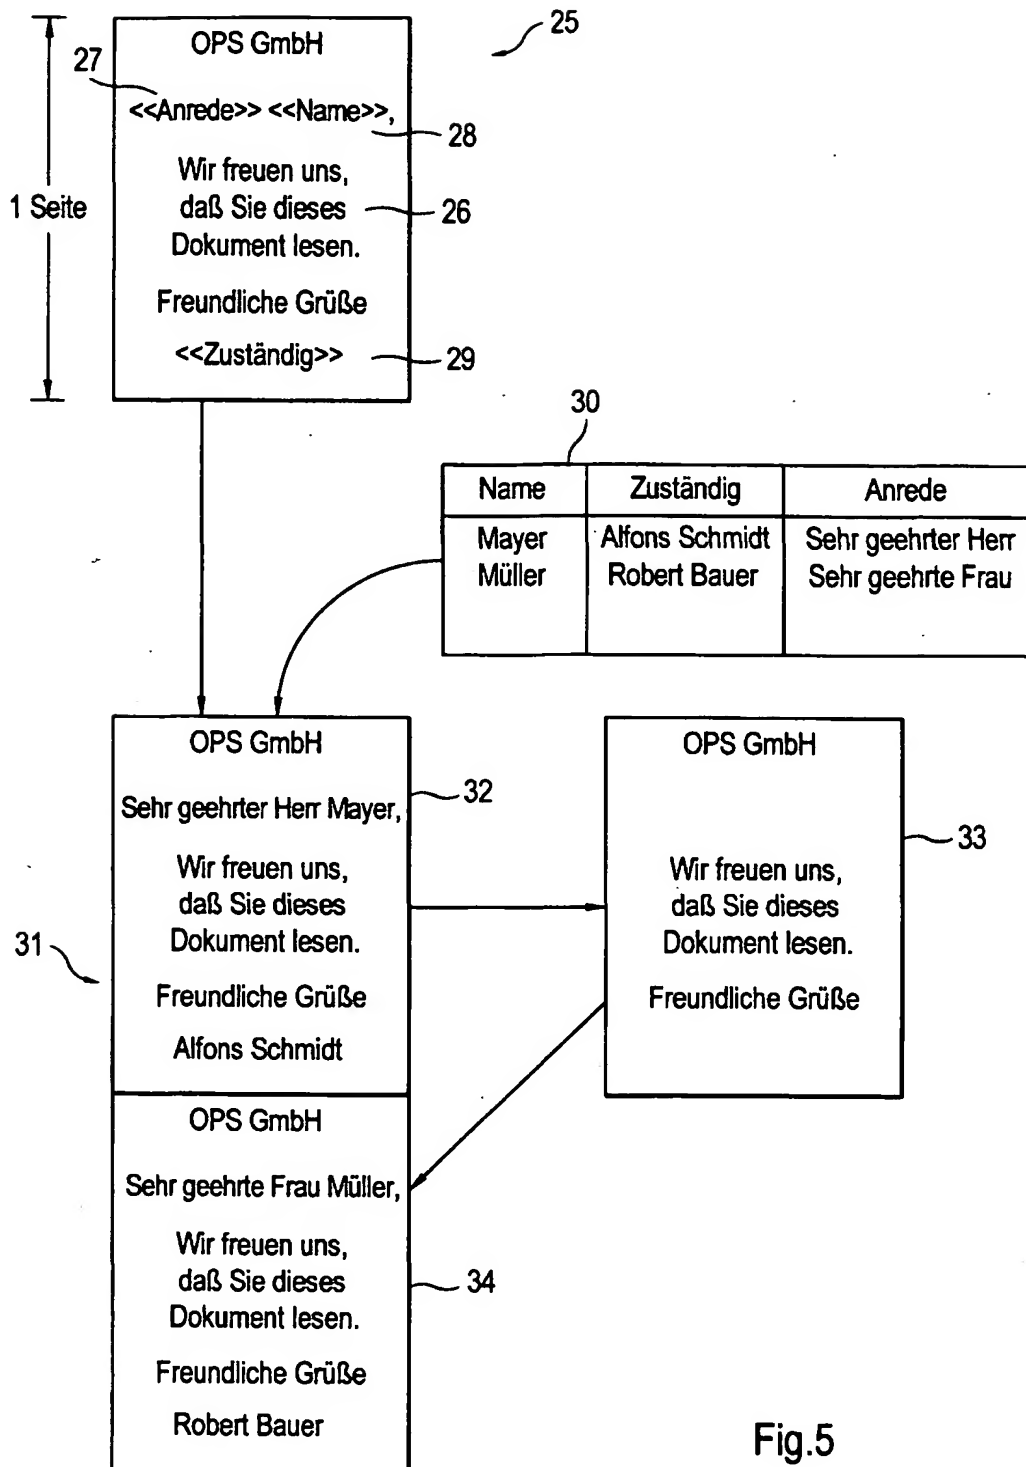 25
OPS GmbH
27
<<Anrede>> <<Name>>,
28
Wir freuen uns,
1 Seite
daß Sie dieses
26
Dokument lesen.
Freundliche Grüße
<<Zuständig>>
29
30
Name Zuständig Anrede
Mayer Alfons Schmidt Sehr geehrter Herr
Müller Robert Bauer Sehr geehrte Frau
31
OPS GmbH
32
Sehr geehrter Herr Mayer,
Wir freuen uns,
daß Sie dieses
Dokument lesen.
Freundliche Grüße
Alfons Schmidt
OPS GmbH
33
Wir freuen uns,
daß Sie dieses
Dokument lesen.
Freundliche Grüße
OPS GmbH
Sehr geehrte Frau Müller,
Wir freuen uns,
daß Sie dieses
34
Dokument lesen.
Freundliche Grüße
Robert Bauer
Fig.5